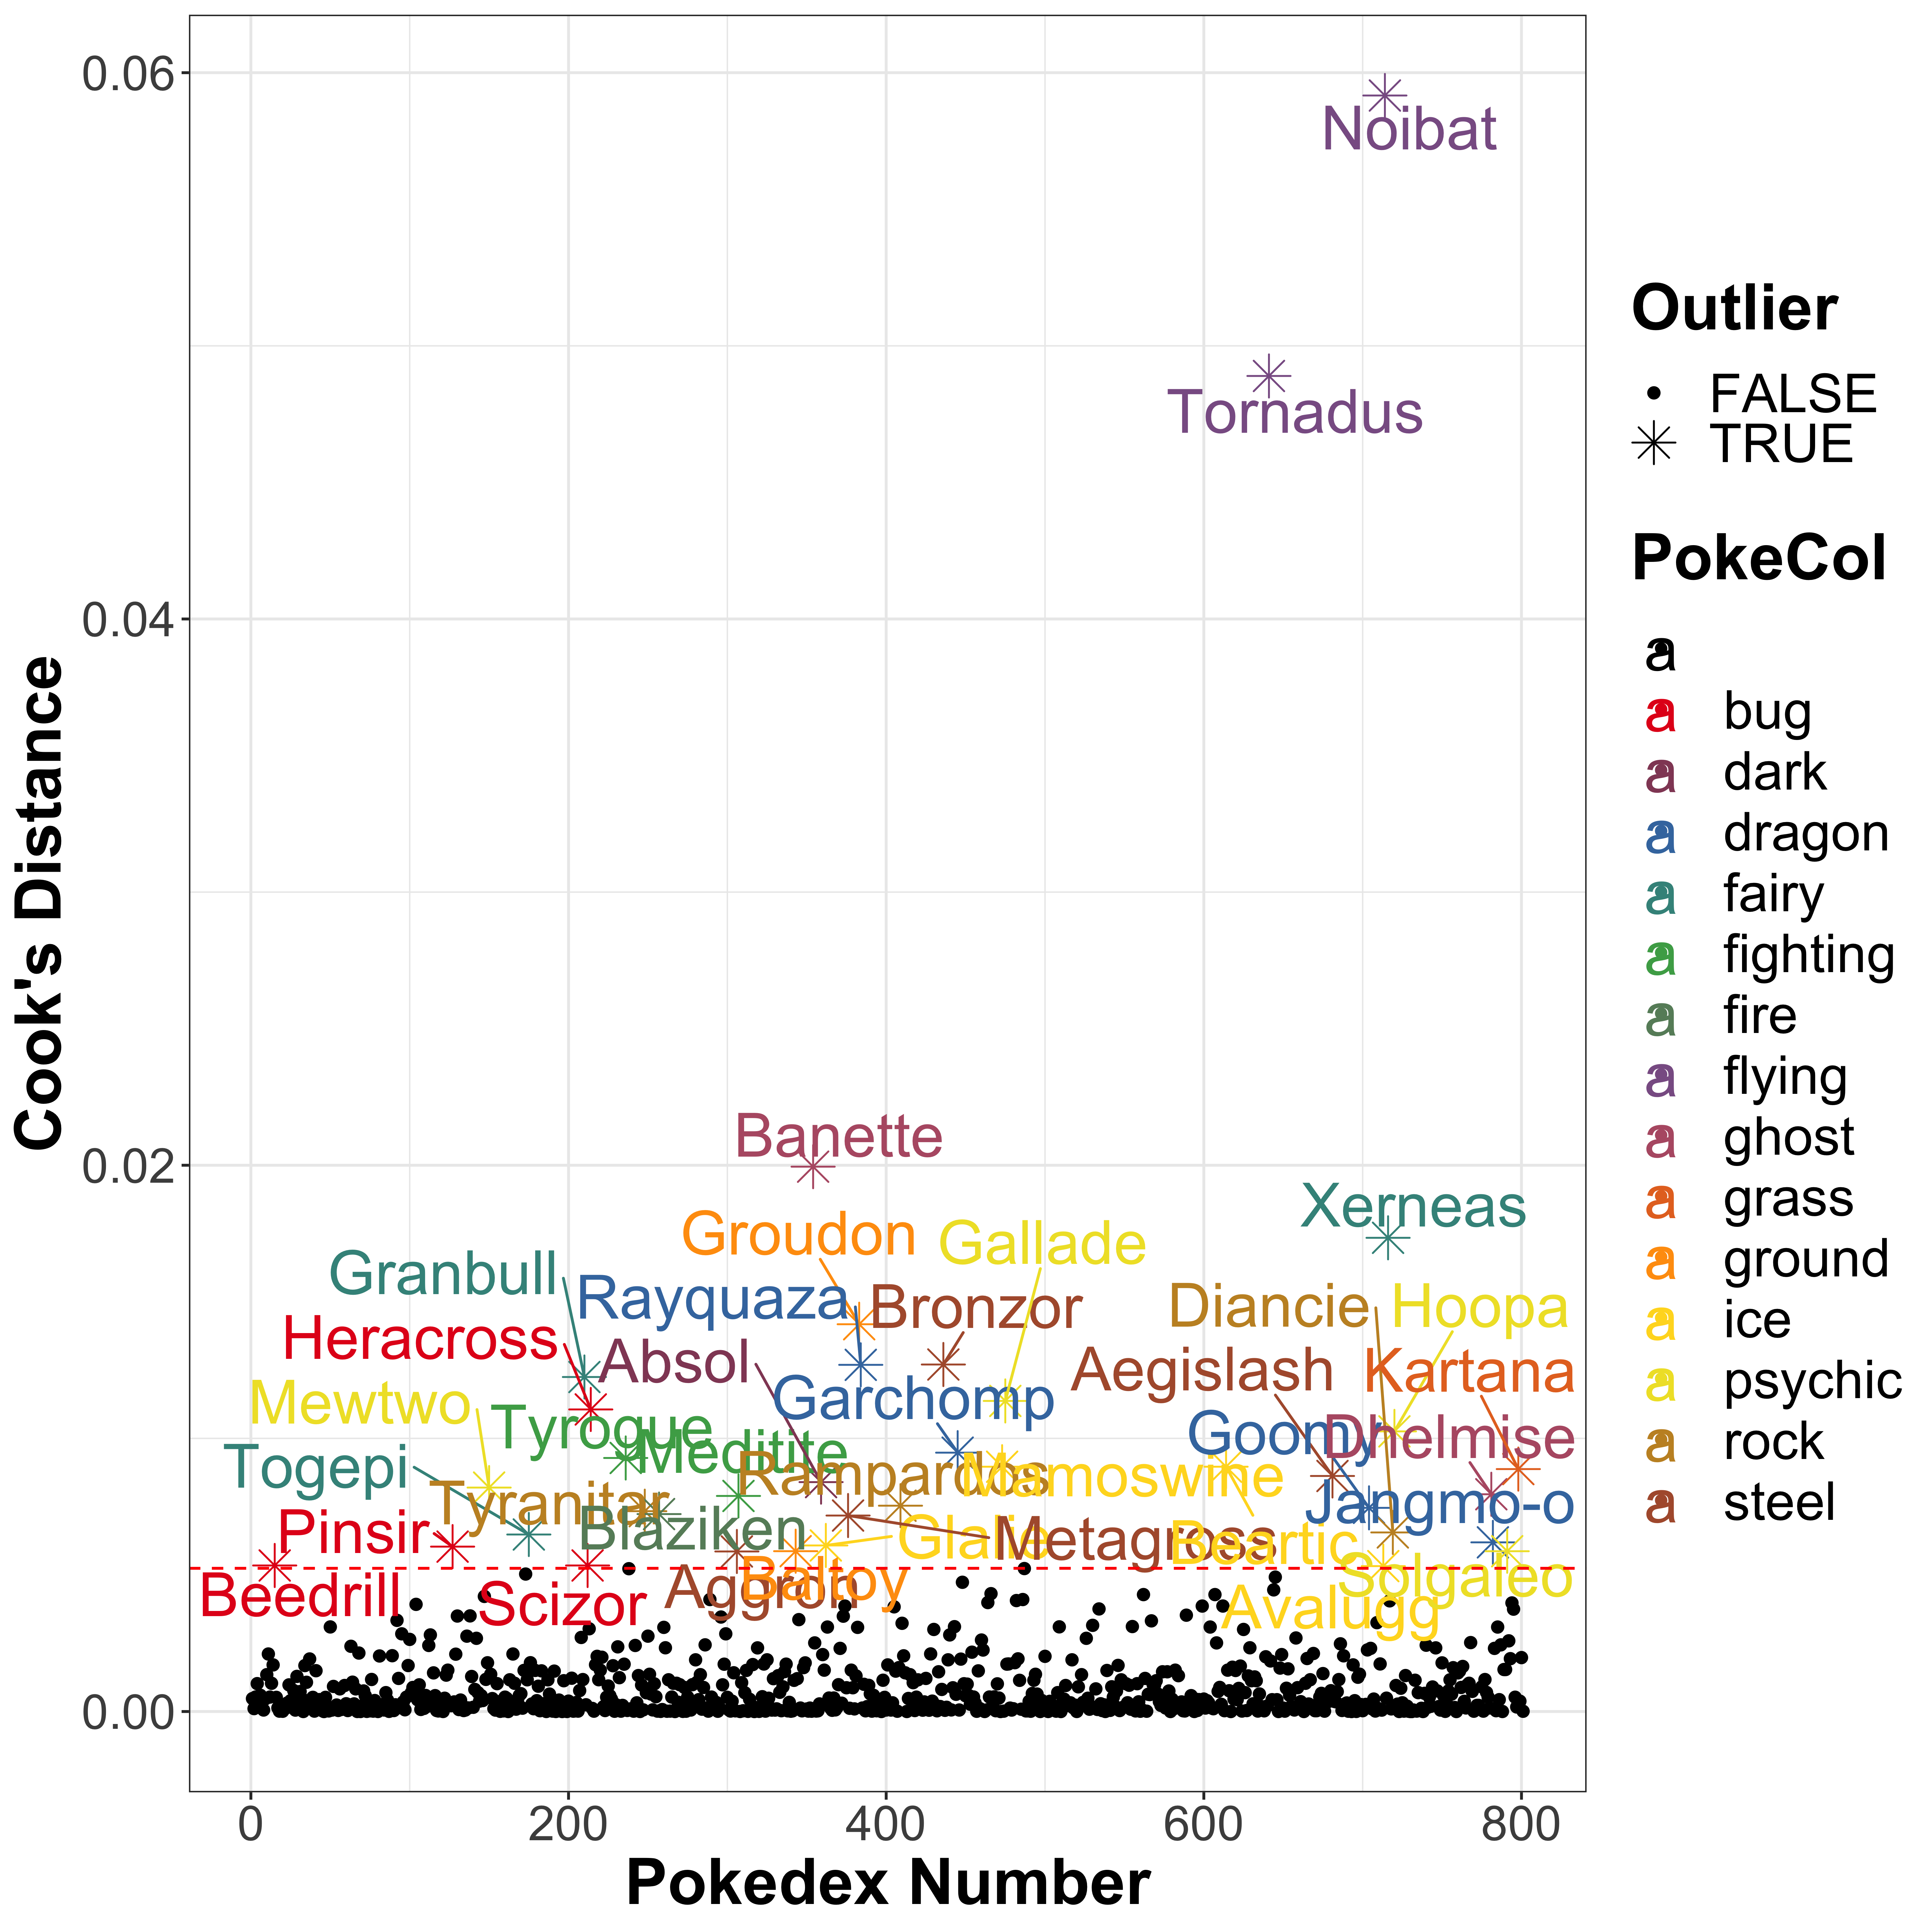 0.06
0.04
0.02
0.00
Cook's Distance
Noibat
Tornadus
Banette
Xerneas
Groudon
Gallade
Granbull
Rayquaza
Bronzor
Diancie
Hoopa
Heracross
Absol
Aegislash
Kartana
Mewtwo
Garchomp
Tyrogue
Goomy
Dhelmise
Meditite
Togepi
Rampardos
Mamoswine
Tyranitar
Jangmo-o
Pinsir
Blaziken
Glalie
Metagross
Beartic
Solgaleo
Beedrill
Scizor
Aggron
Baltoy
Avalugg
0
200
400
600
800
Pokedex Number
Outlier
FALSE
TRUE
PokeCol
a
a bug
a dark
a dragon
a fairy
a fighting
a fire
a flying
a ghost
a grass
a ground
a ice
a psychic
a rock
a steel